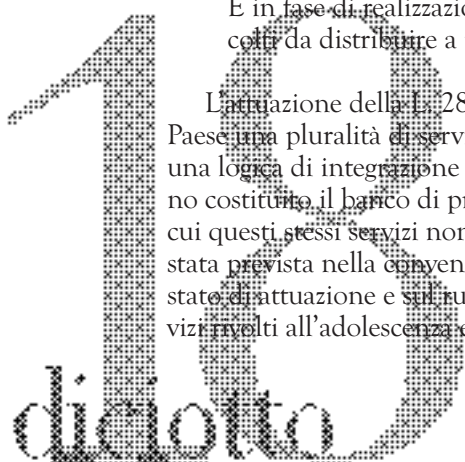 È in fase di realizzazio
colti da distribuire a
L'attuazione della L. 28
Paese una pluralità di serv
una logica di integrazione
no costituito il banco di pr
cui questi stessi servizi non
stata prevista nella conven
stato di attuazione e sul ru
vizi rivolti all'adolescenza e
18
diciotto